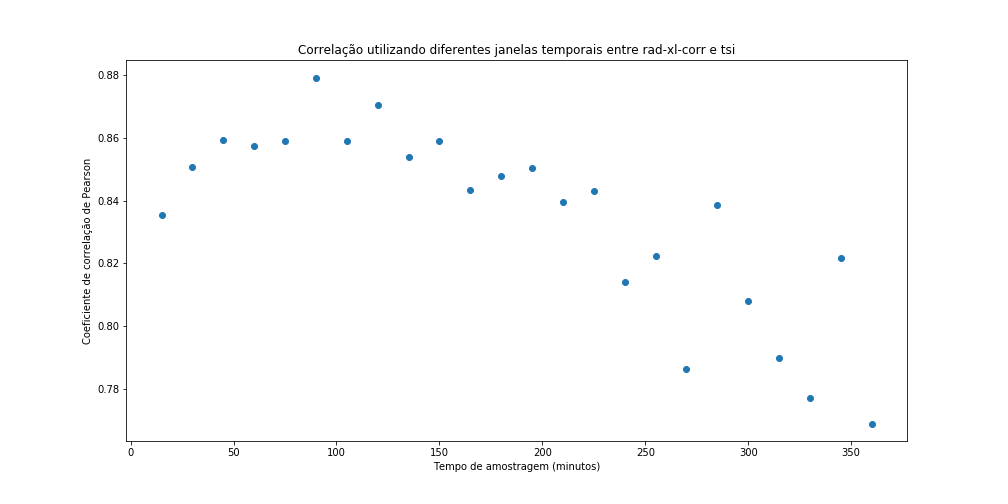 Correlação utilizando diferentes janelas temporais entre rad-xl-corr e tsi
0.88
0.86
0.84
0.82
0.80
0.78
Coeficiente de correlação de Pearson
0 50 100 150 200 250 300 350
Tempo de amostragem (minutos)